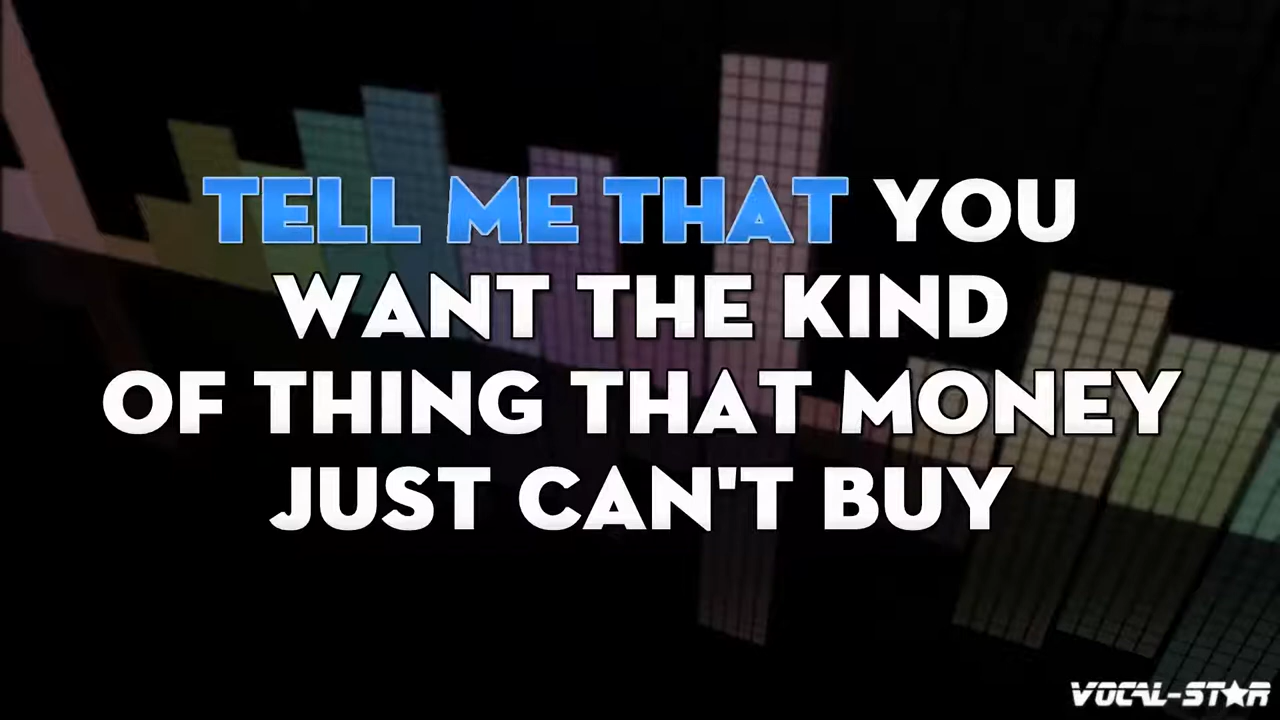 TELL ME THAT YOU
WANT THE KIND
OF THING THAT MONEY
JUST CAN'T BUY
VOCAL-STAR